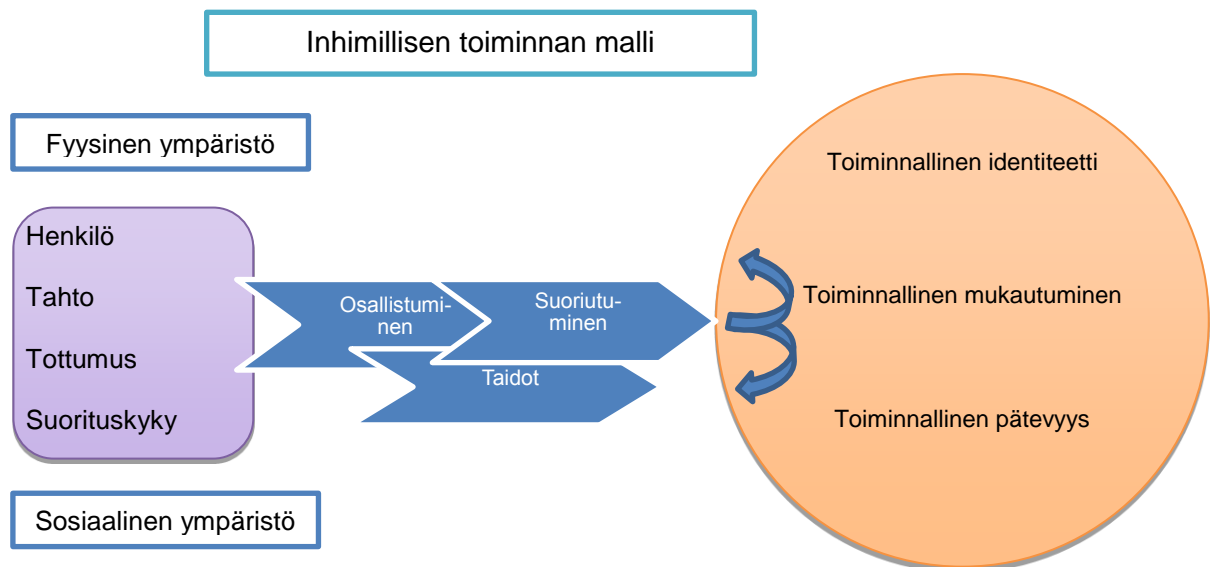 Inhimillisen toiminnan malli
Fyysinen ympäristö
Henkilö
Tahto
Tottumus
Suorituskyky
Sosiaalinen ympäristö
Osallistumi-
nen
Suoriutu-
minen
Taidot
Toiminnallinen identiteetti
Toiminnallinen mukautuminen
Toiminnallinen pätevyys